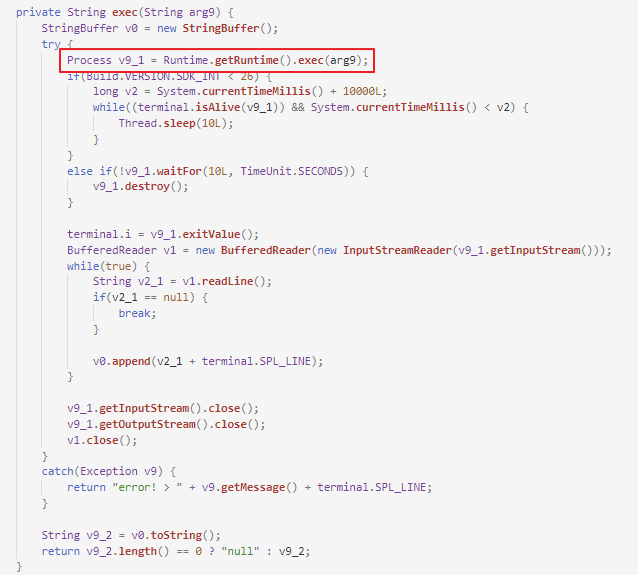 private String exec(String arg9) {
    StringBuffer v0 = new StringBuffer();
    try {
        Process v9_1 = Runtime.getRuntime().exec(arg9);
        if(Build.VERSION.SDK_INT < 26) {
            long v2 = System.currentTimeMillis() + 10000L;
            while((terminal.isAlive(v9_1)) && System.currentTimeMillis() < v2) {
                Thread.sleep(10L);
            }
        }
        else if(!v9_1.waitFor(10L, TimeUnit.SECONDS)) {
            v9_1.destroy();
        }

        terminal.i = v9_1.exitValue();
        BufferedReader v1 = new BufferedReader(new InputStreamReader(v9_1.getInputStream()));
        while(true) {
            String v2_1 = v1.readLine();
            if(v2_1 == null) {
                break;
            }

            v0.append(v2_1 + terminal.SPL_LINE);
        }

        v9_1.getInputStream().close();
        v9_1.getOutputStream().close();
        v1.close();
    }
    catch(Exception v9) {
        return "error! > " + v9.getMessage() + terminal.SPL_LINE;
    }

    String v9_2 = v0.toString();
    return v9_2.length() == 0 ? "null" : v9_2;
}